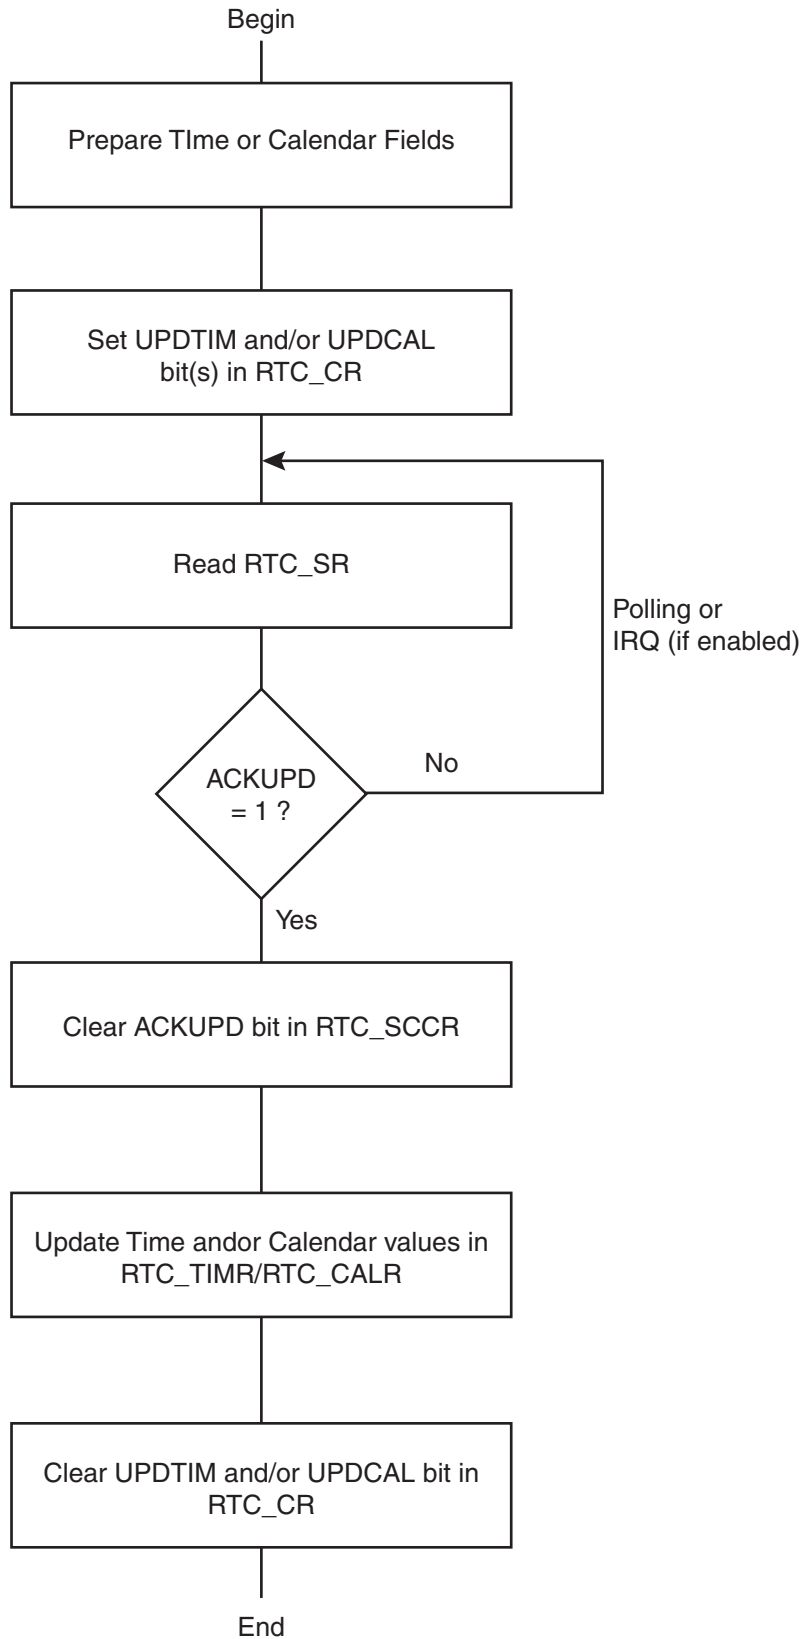 Begin
Prepare TIme or Calendar Fields
Set UPDTIM and/or UPDCAL
bit(s) in RTC_CR
Read RTC_SR
Polling or
IRQ (if enabled)
ACKUPD
= 1 ?
No
Yes
Clear ACKUPD bit in RTC_SCCR
Update Time andor Calendar values in
RTC_TIMR/RTC_CALR
Clear UPDTIM and/or UPDCAL bit in
RTC_CR
End